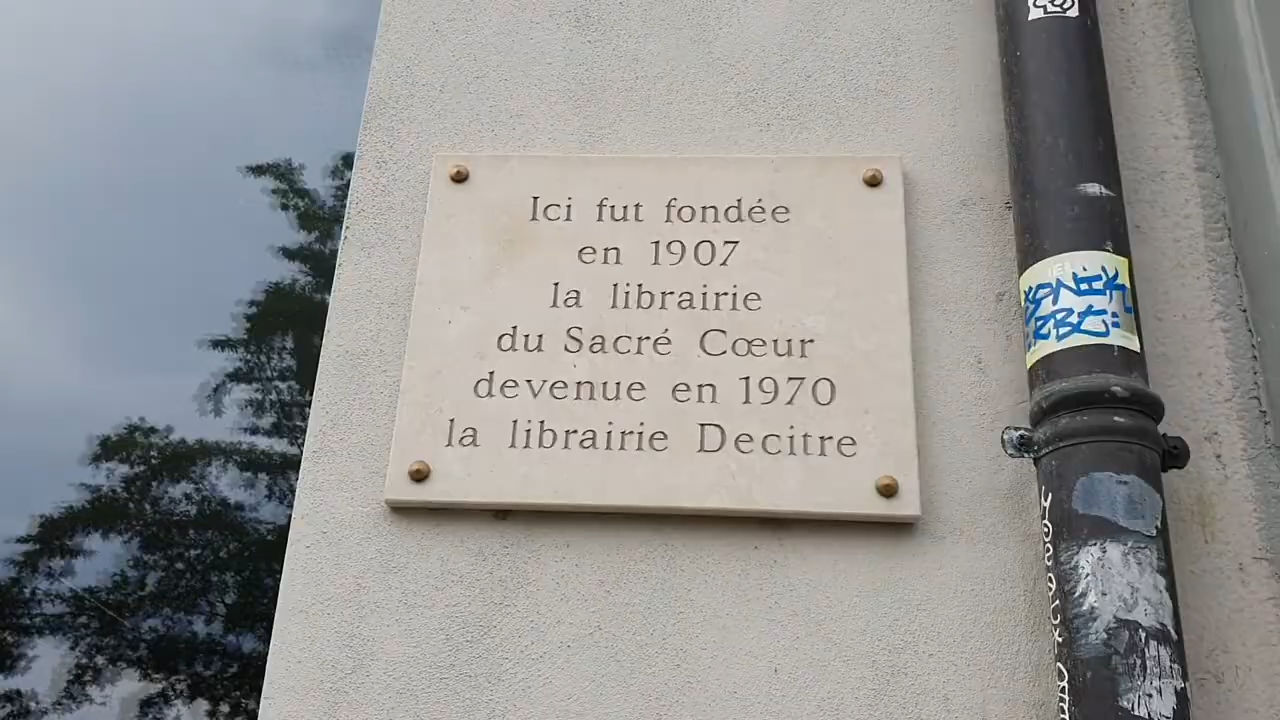 Ici fut fondée
en 1907
la librairie
du Sacré Cœur
devenue en 1970
la librairie Decitre